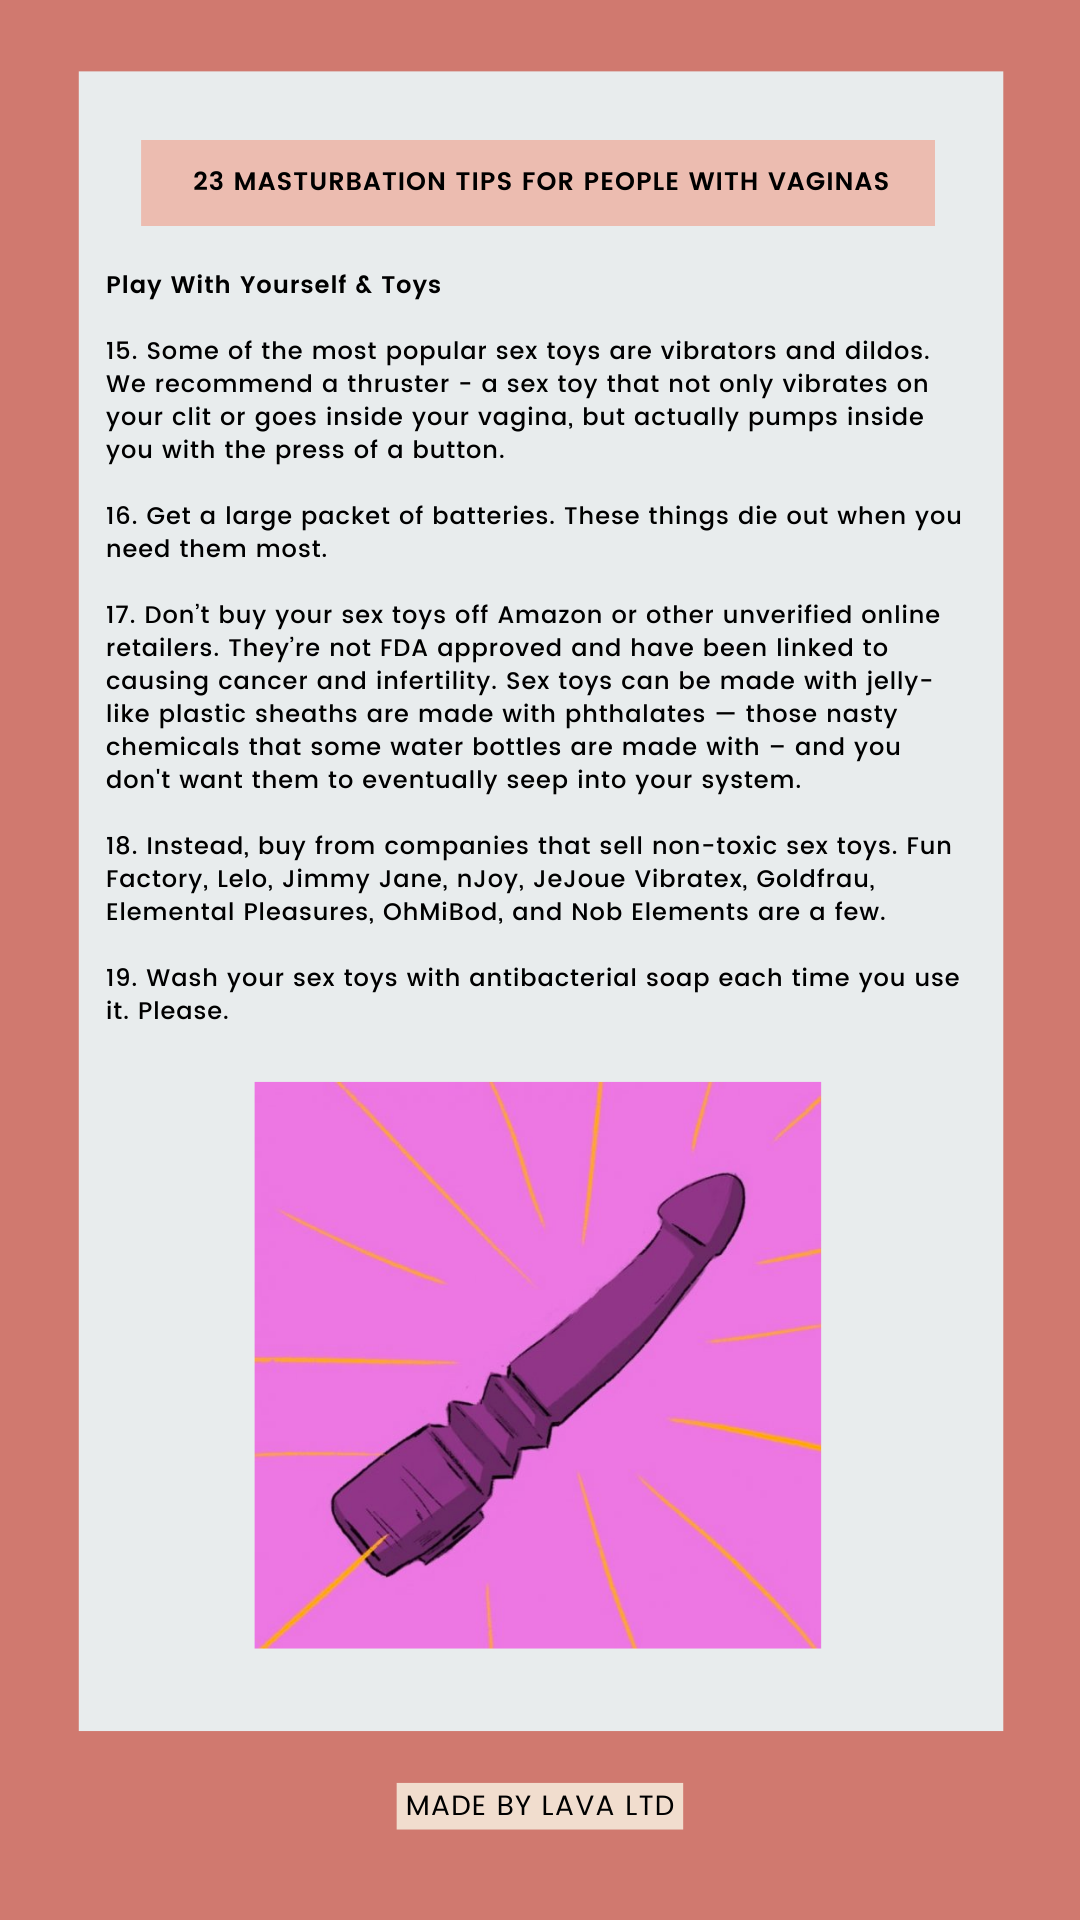 23 MASTURBATION TIPS FOR PEOPLE WITH VAGINAS
Play With Yourself & Toys
15. Some of the most popular sex toys are vibrators and dildos.
We recommend a thruster - a sex toy that not only vibrates on
your clit or goes inside your vagina, but actually pumps inside
you with the press of a button.
16. Get a large packet of batteries. These things die out when you
need them most.
17. Don’t buy your sex toys off Amazon or other unverified online
retailers. They’re not FDA approved and have been linked to
causing cancer and infertility. Sex toys can be made with jelly-
like plastic sheaths are made with phthalates — those nasty
chemicals that some water bottles are made with – and you
don't want them to eventually seep into your system.
18. Instead, buy from companies that sell non-toxic sex toys. Fun
Factory, Lelo, Jimmy Jane, nJoy, JeJoue Vibratex, Goldfrau,
Elemental Pleasures, OhMiBod, and Nob Elements are a few.
19. Wash your sex toys with antibacterial soap each time you use
it. Please.
MADE BY LAVA LTD